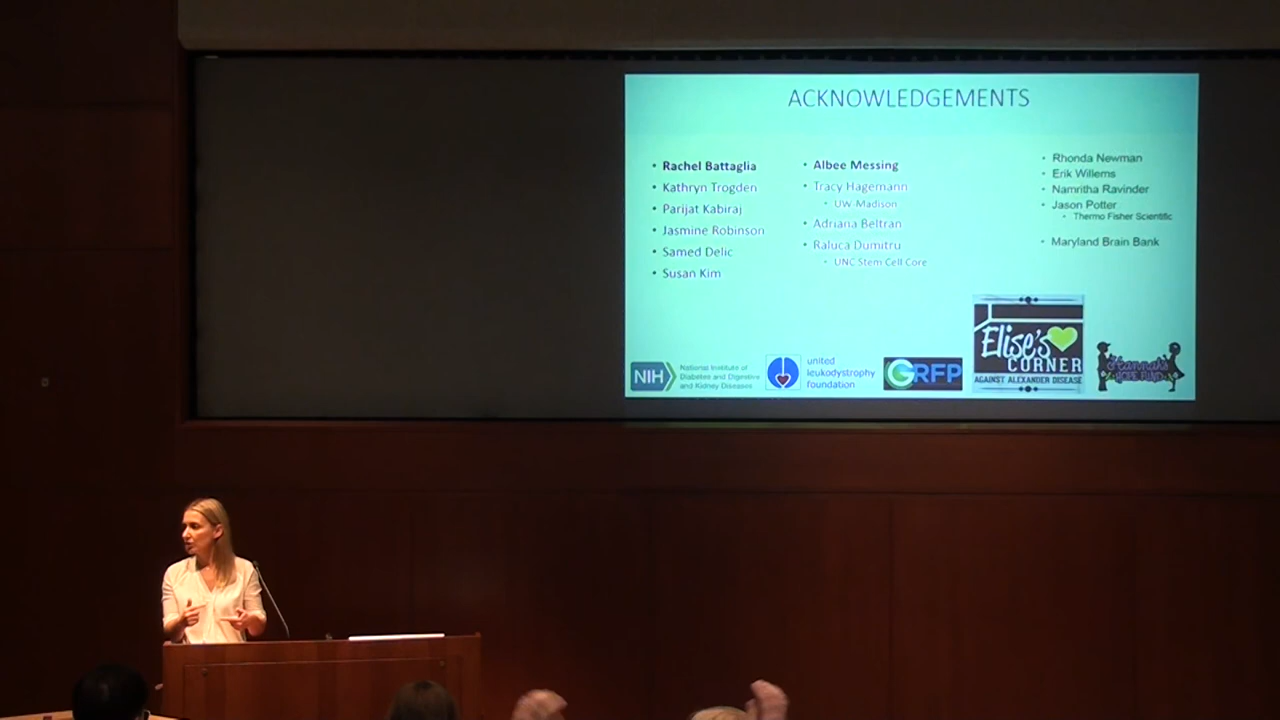 ACKNOWLEDGEMENTS
• Rachel Battaglia
• Kathryn Trogden
• Parijat Kabiraj
• Jasmine Robinson
• Samed Delic
• Susan Kim
• Albee Messing
• Tracy Hagemann
• UW Madison
• Adriana Beltran
• Raluca Dumitru
• UNC Stem Cell Core
• Rhonda Newman
• Erik Willems
• Namritha Ravinder
• Jason Potter
• Thermo Fisher Scientific
• Maryland Brain Bank
NIH
National Institute of
Diabetes and Digestive
and Kidney Diseases
united
leukodystrophy
foundation
GRFP
Elise's
CORNER
AGAINST ALEXANDER DISEASE
Hannah's
HOPE FUND